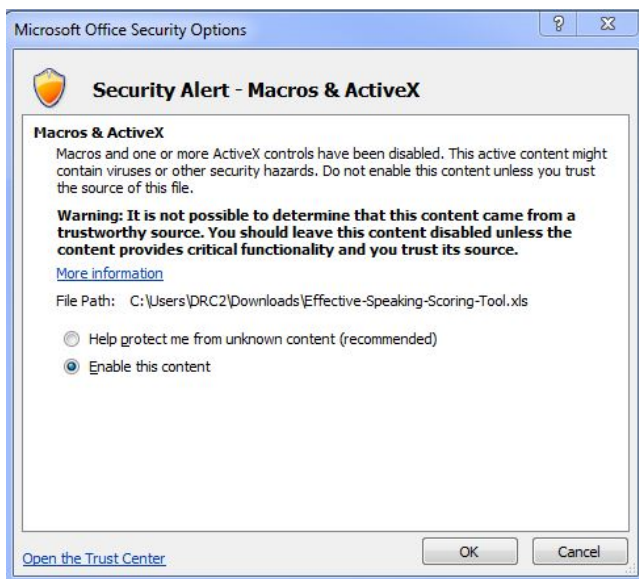 Microsoft Office Security Options
Security Alert - Macros & ActiveX
Macros & ActiveX
Macros and one or more ActiveX controls have been disabled. This active content might
contain viruses or other security hazards. Do not enable this content unless you trust
the source of this file.
Warning: It is not possible to determine that this content came from a
trustworthy source. You should leave this content disabled unless the
content provides critical functionality and you trust its source.
More information
File Path: C:\Users\DRC2\Downloads\Effective-Speaking-Scoring-Tool.xls
Help protect me from unknown content (recommended)
Enable this content
Open the Trust Center
OK
Cancel